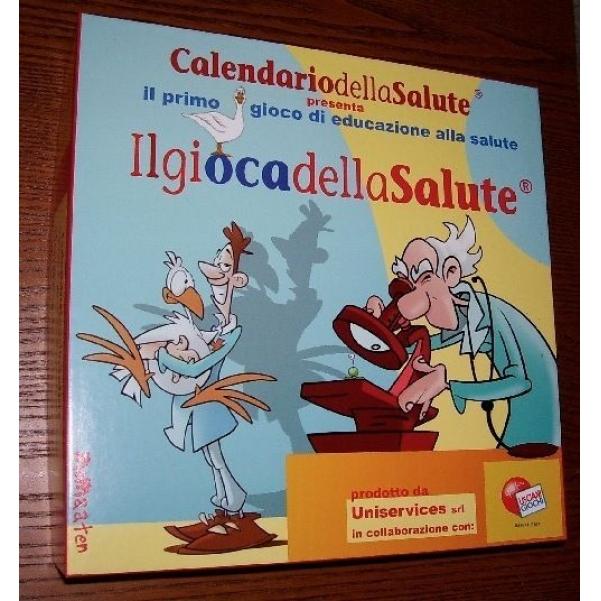 CalendariodellaSalute®
presenta
il primo gioco di educazione alla salute
IlgiocadellaSalute®
prodotto da
Uniservices srl
in collaborazione con:
LISCIANI
GIOCHI